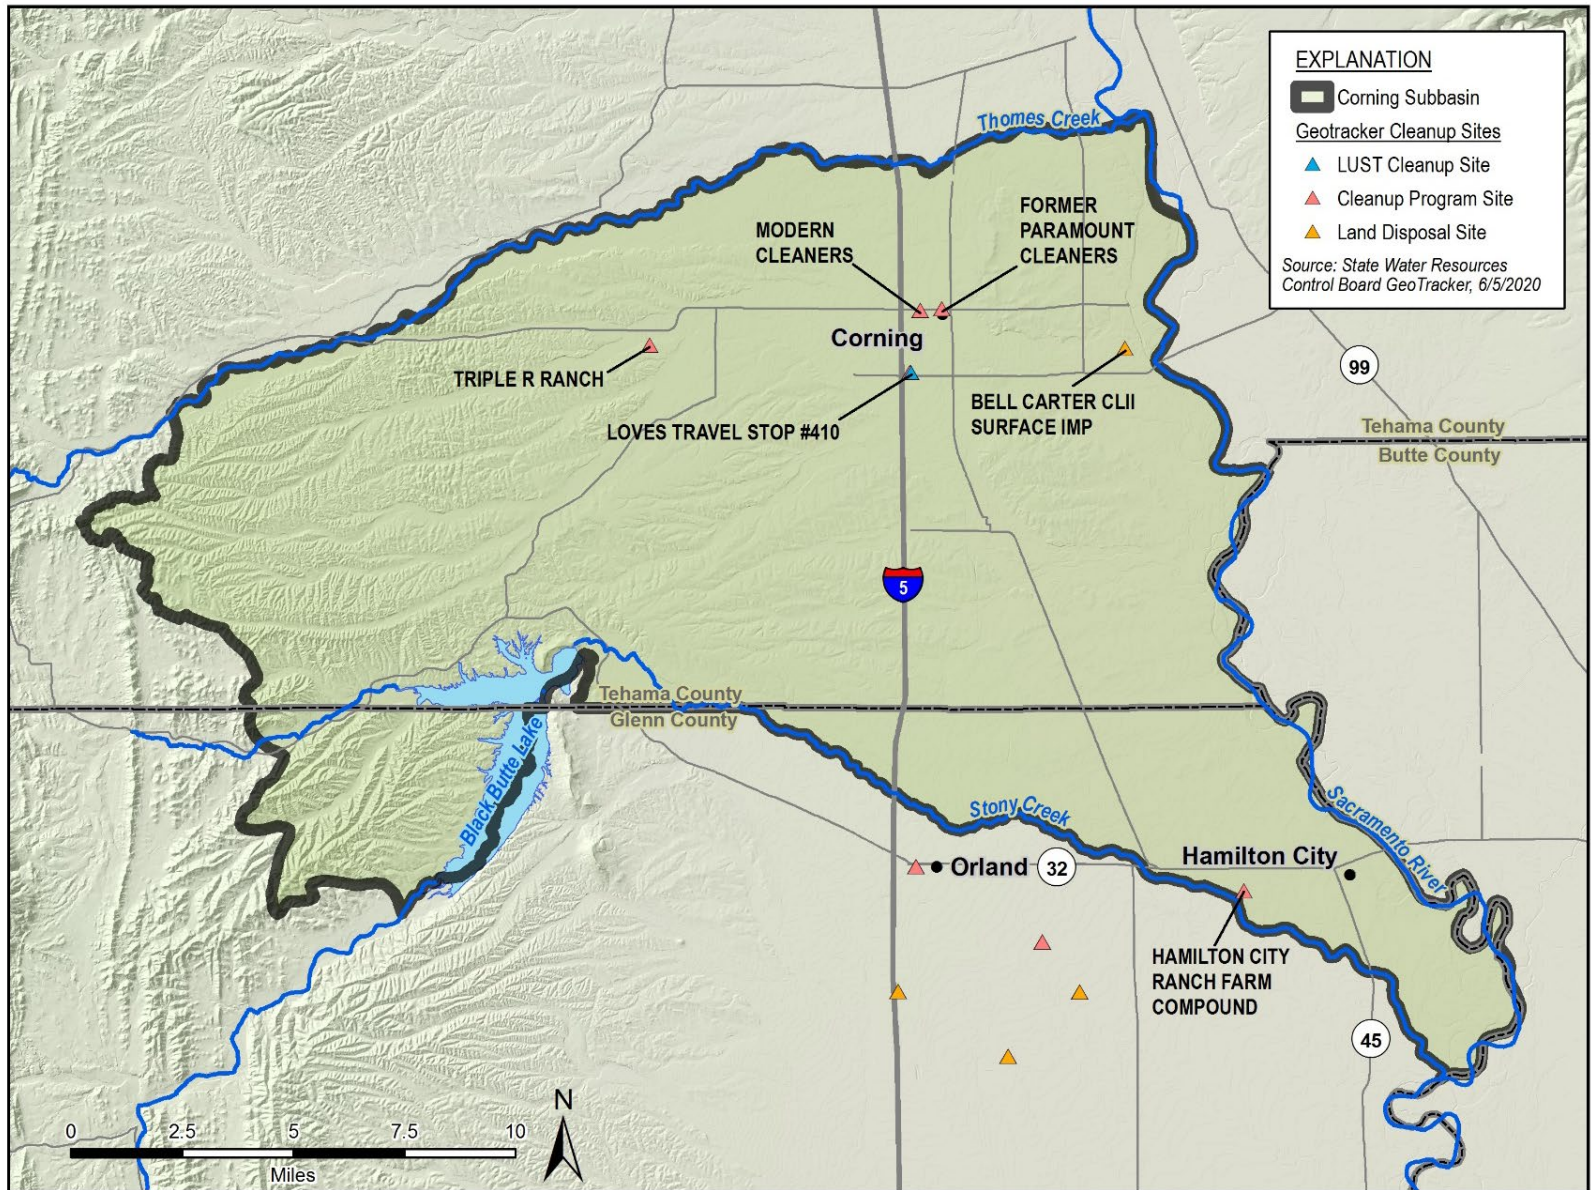 EXPLANATION
Corning Subbasin
Geotracker Cleanup Sites
LUST Cleanup Site
Cleanup Program Site
Land Disposal Site
Source: State Water Resources
Control Board GeoTracker, 6/5/2020
Thomes Creek
MODERN
CLEANERS
FORMER
PARAMOUNT
CLEANERS
Corning
TRIPLE R RANCH
LOVES TRAVEL STOP #410
BELL CARTER CLII
SURFACE IMP
99
Tehama County
Butte County
5
Tehama County
Glenn County
Black Butte Lake
Stony Creek
Sacramento River
Orland
32
Hamilton City
HAMILTON CITY
RANCH FARM
COMPOUND
45
N
0 2.5 5 7.5 10
Miles